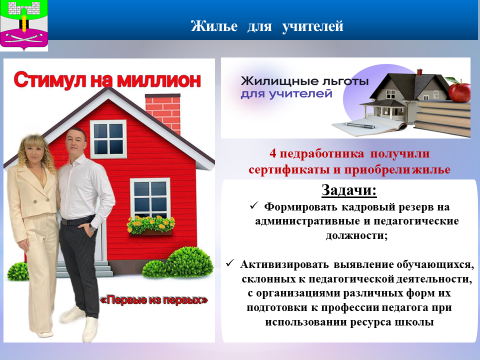 Жилье для учителей
Стимул на миллион
«Первые из первых»
Жилищные льготы
для учителей
4 педработника получили
сертификаты и приобрели жилье
Задачи:
✓ Формировать кадровый резерв на
административные и педагогические
должности;
✓ Активизировать выявление обучающихся,
склонных к педагогической деятельности,
с организациями различных форм их
подготовки к профессии педагога при
использовании ресурса школы